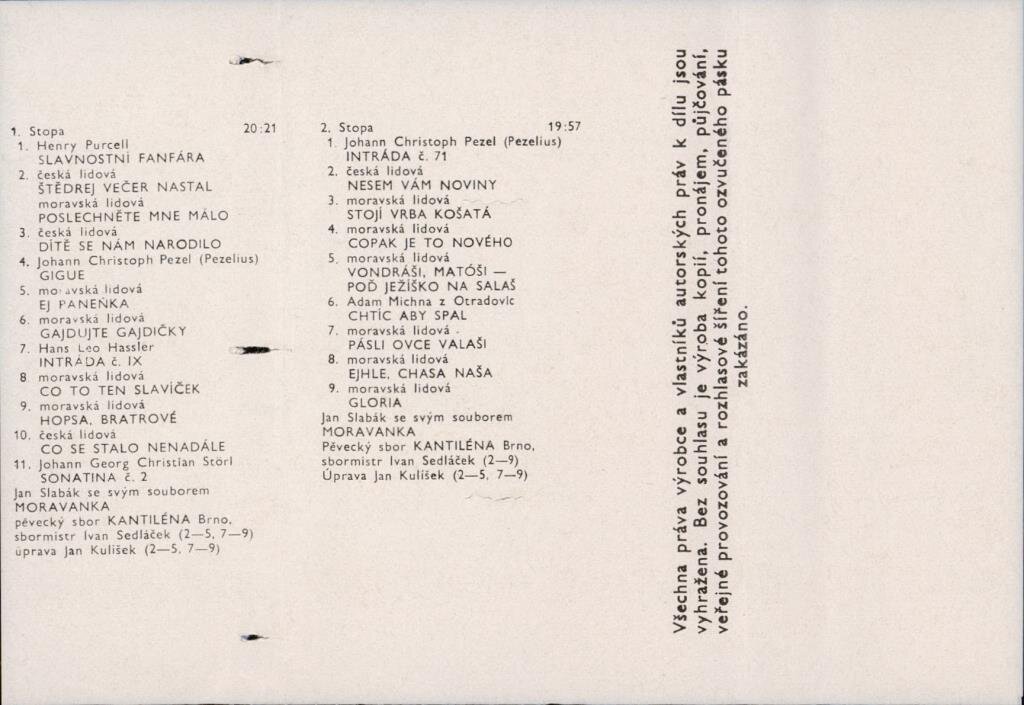 1. Stopa 20:21
1. Henry Purcell
SLAVNOSTNÍ FANFÁRA
2. česká lidová
ŠTĚDREJ VEČER NASTAL
moravská lidová
POSLECHNĚTE MNE MÁLO
3. česká lidová
DÍTĚ SE NÁM NARODILO
4. Johann Christoph Pezel (Pezelius)
GIGUE
5. moravská lidová
EJ PANEŇKA
6. moravská lidová
GAJDUJTE GAJDIČKY
7. Hans Leo Hassler
INTRÁDA č. IX
8. moravská lidová
CO TO TEN SLAVÍČEK
9. moravská lidová
HOPSA, BRATROVÉ
10. česká lidová
CO SE STALO NENADÁLE
11. Johann Georg Christian Störl
SONATINA č. 2
Jan Slabák se svým souborem
MORAVANKA
pěvecký sbor KANTILÉNA Brno,
sbormistr Ivan Sedláček (2—5, 7—9)
úprava Jan Kulišek (2—5, 7—9)
2. Stopa 19:57
1. Johann Christoph Pezel (Pezelius)
INTRÁDA č. 71
2. česká lidová
NESEM VÁM NOVINY
3. moravská lidová
STOJÍ VRBA KOŠATÁ
4. moravská lidová
COPAK JE TO NOVÉHO
5. moravská lidová
VONDRÁŠI, MATÓŠI —
POĎ JEŽÍŠKO NA SALAŠ
6. Adam Michna z Otradovic
CHTÍC ABY SPAL
7. moravská lidová
PÁSLI OVCE VALAŠI
8. moravská lidová
EJHLE, CHASA NAŠA
9. moravská lidová
GLORIA
Jan Slabák se svým souborem
MORAVANKA
Pěvecký sbor KANTILÉNA Brno,
sbormistr Ivan Sedláček (2—9)
Úprava Jan Kulíšek (2—5, 7—9)
Všechna práva výrobce a vlastníků autorských práv k dílu jsou
vyhražena. Bez souhlasu je výroba kopií, pronájem, půjčování,
veřejné provozování a rozhlasové šíření tohoto ozvučeného pásku
zakázáno.